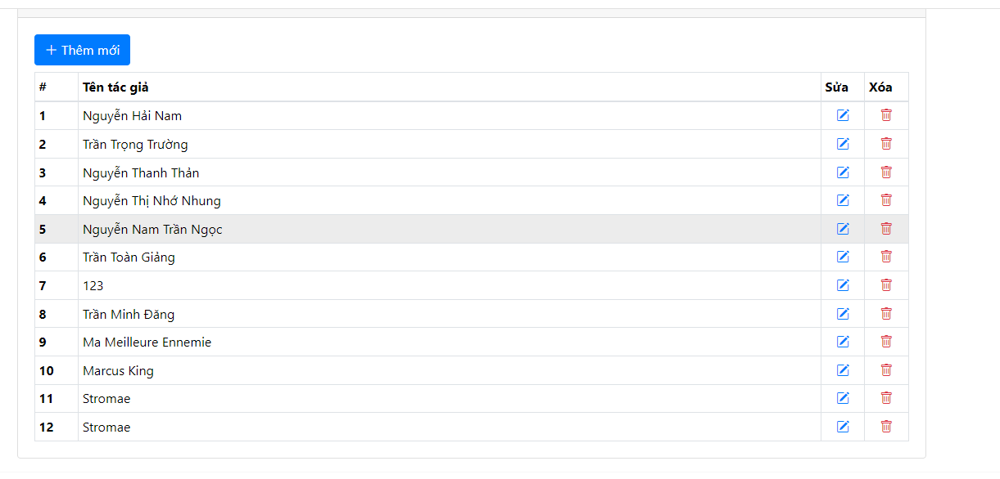 Thêm mới
# Tên tác giả Sửa Xóa
1 Nguyễn Hải Nam
2 Trần Trọng Trường
3 Nguyễn Thanh Thản
4 Nguyễn Thị Nhớ Nhung
5 Nguyễn Nam Trần Ngọc
6 Trần Toàn Giảng
7 123
8 Trần Minh Đăng
9 Ma Meilleure Ennemie
10 Marcus King
11 Stromae
12 Stromae